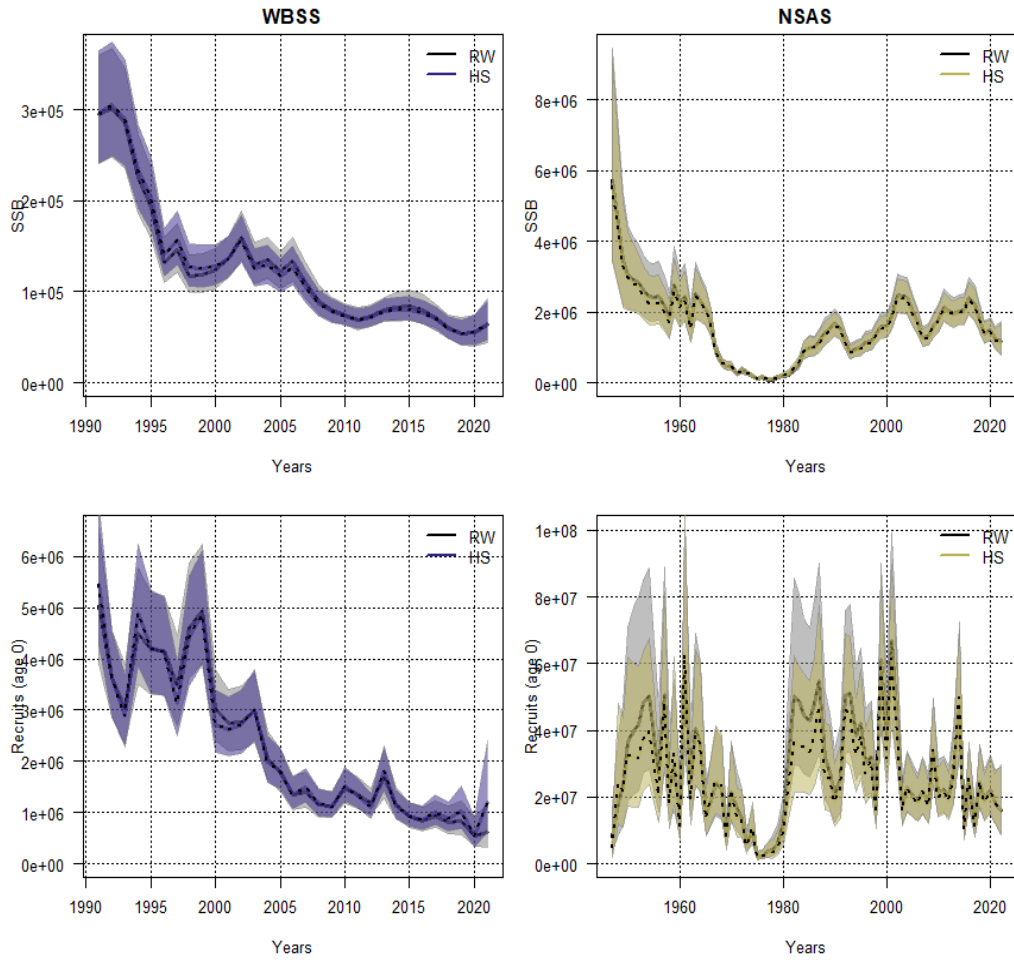 WBSS
NSAS
RW
HS
3e+05
2e+05
1e+05
0e+00
SSB
1990 1995 2000 2005 2010 2015 2020
Years
RW
HS
8e+06
6e+06
4e+06
2e+06
0e+00
SSB
1960 1980 2000 2020
Years
RW
HS
6e+06
5e+06
4e+06
3e+06
2e+06
1e+06
0e+00
Recruits (age 0)
1990 1995 2000 2005 2010 2015 2020
Years
RW
HS
1e+08
8e+07
6e+07
4e+07
2e+07
0e+00
Recruits (age 0)
1960 1980 2000 2020
Years